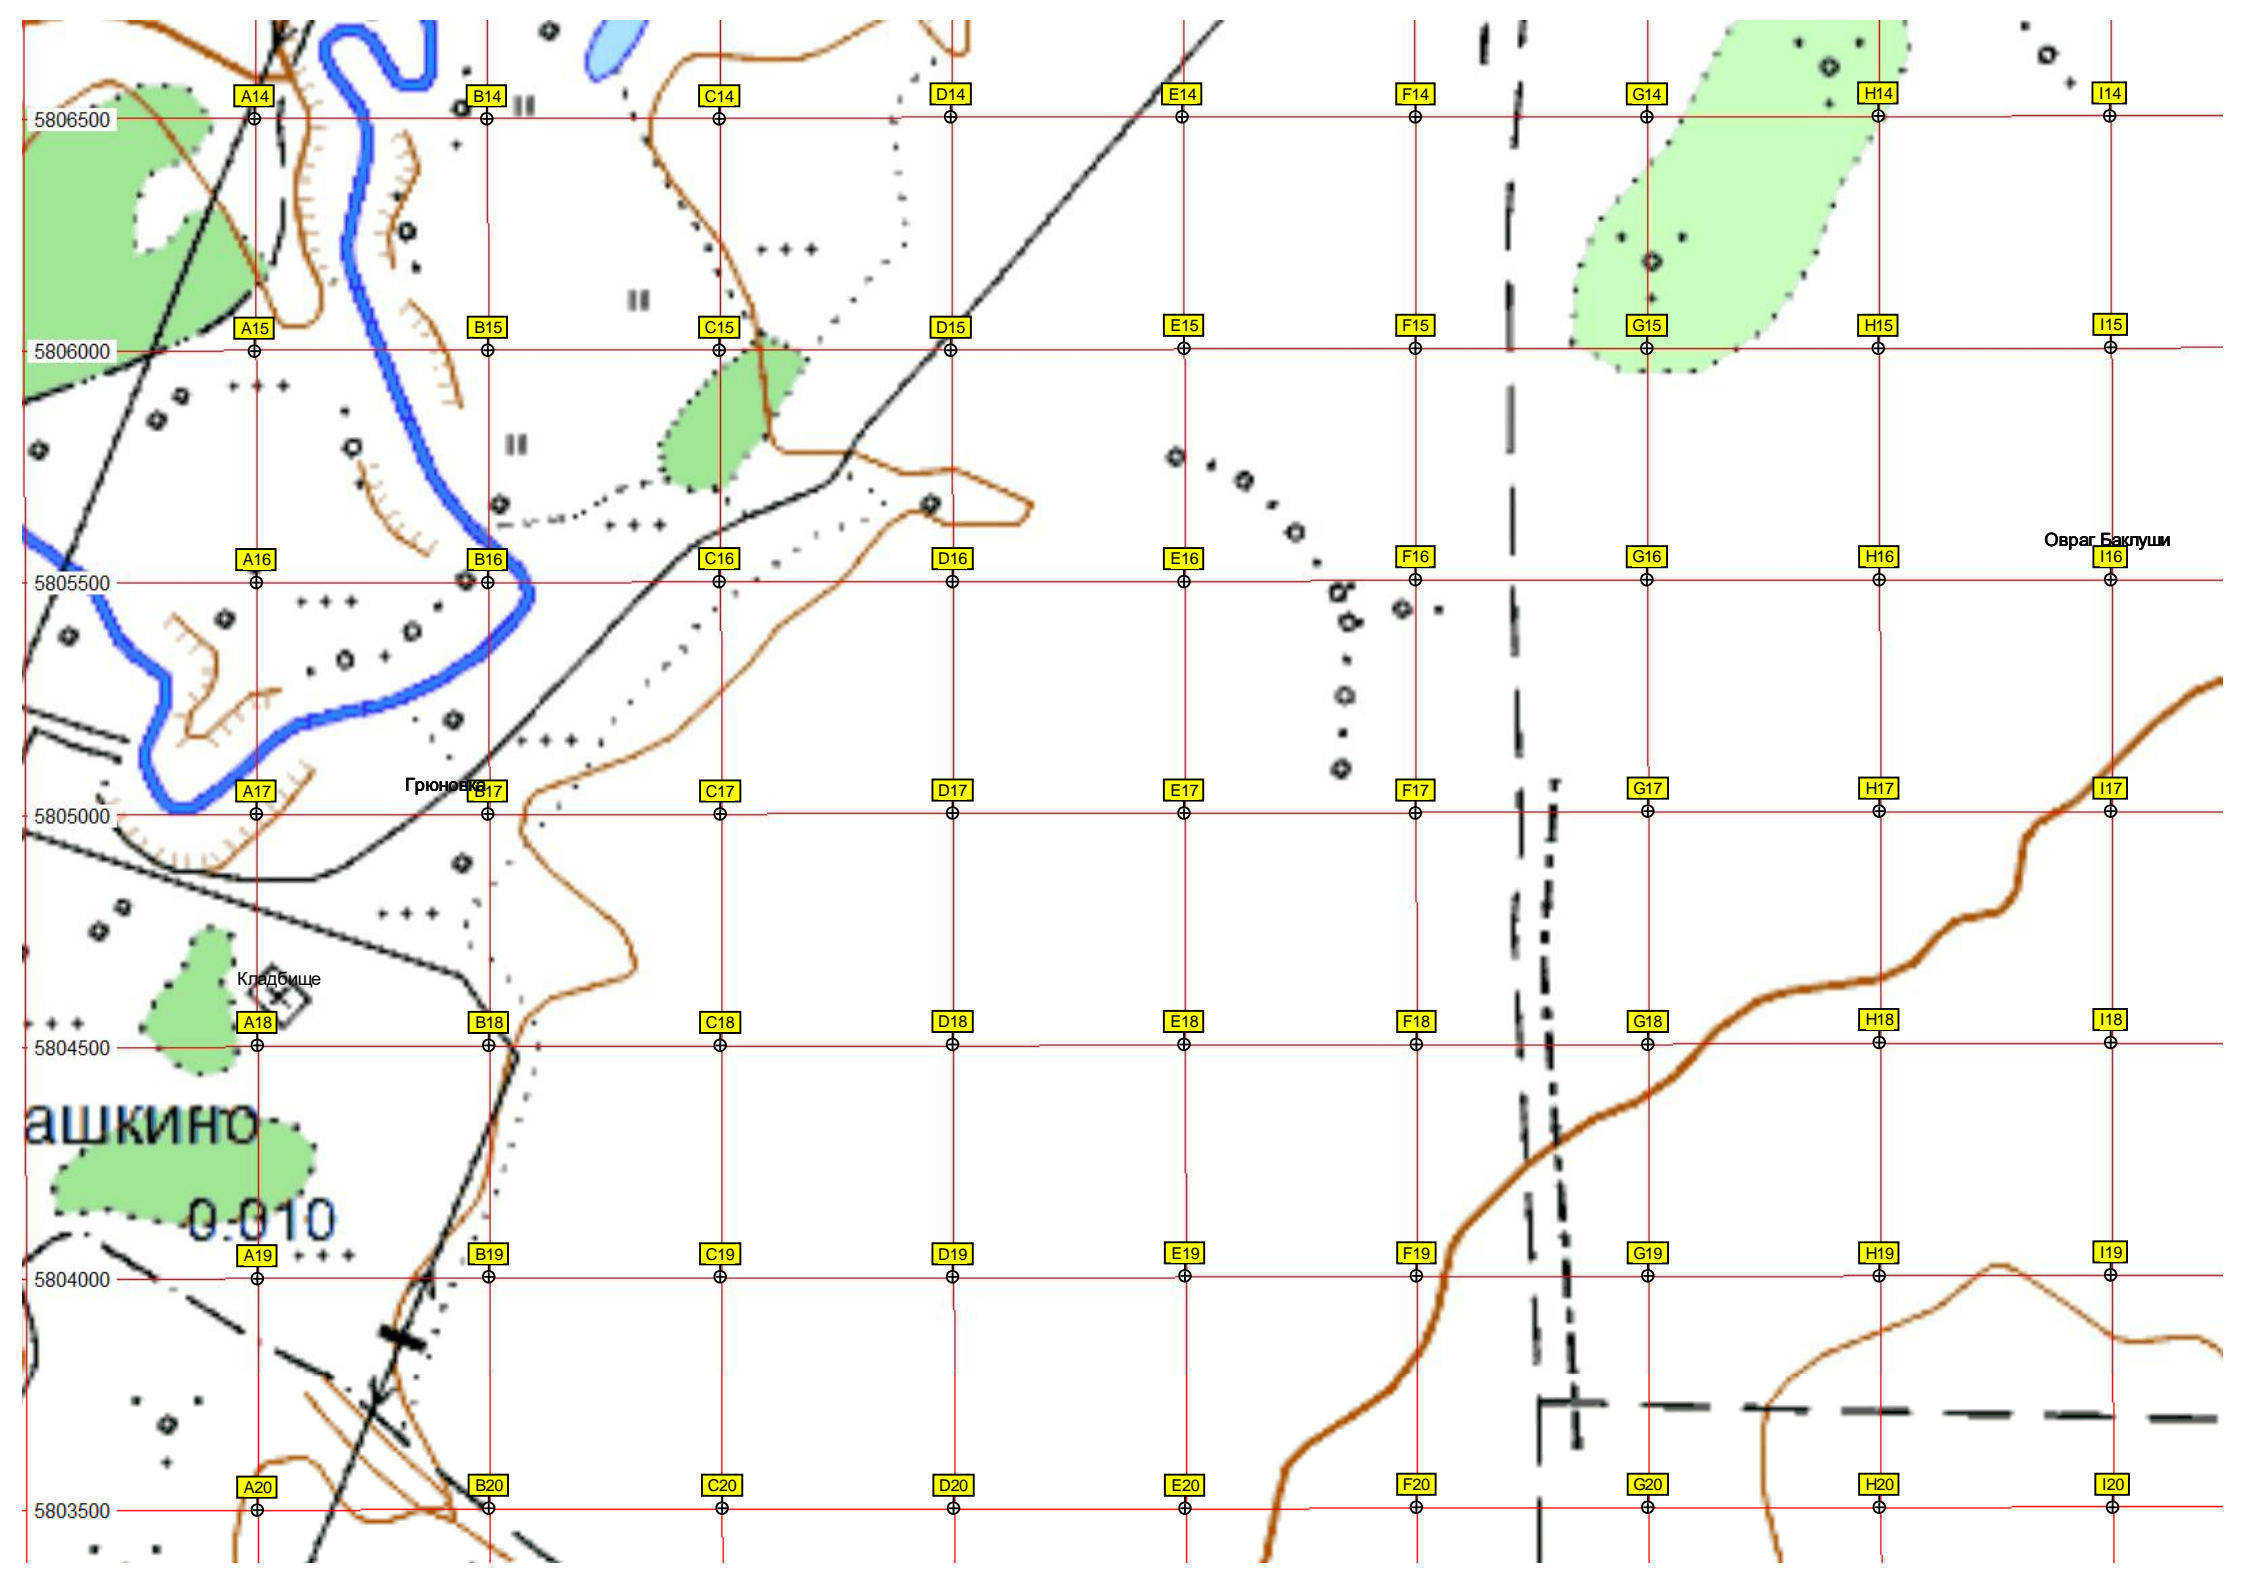 A14 B14 C14 D14 E14 F14 G14 H14 I14
5806500
A15 B15 C15 D15 E15 F15 G15 H15 I15
5806000
Овраг Баклуши
A16 B16 C16 D16 E16 F16 G16 H16 I16
5805500
Грюновка
A17 B17 C17 D17 E17 F17 G17 H17 I17
5805000
Кладбище
A18 B18 C18 D18 E18 F18 G18 H18 I18
5804500
ашкино
0.010
A19 B19 C19 D19 E19 F19 G19 H19 I19
5804000
A20 B20 C20 D20 E20 F20 G20 H20 I20
5803500